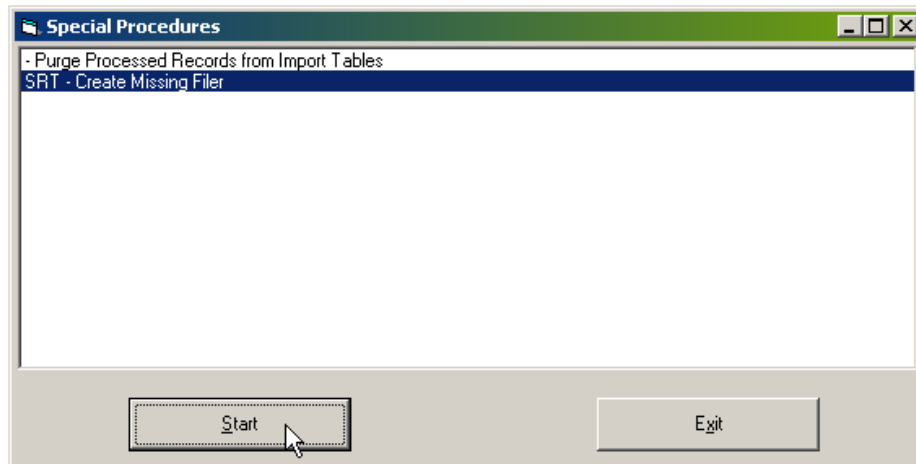 Special Procedures
- Purge Processed Records from Import Tables
SRT - Create Missing Filer
Start
Exit